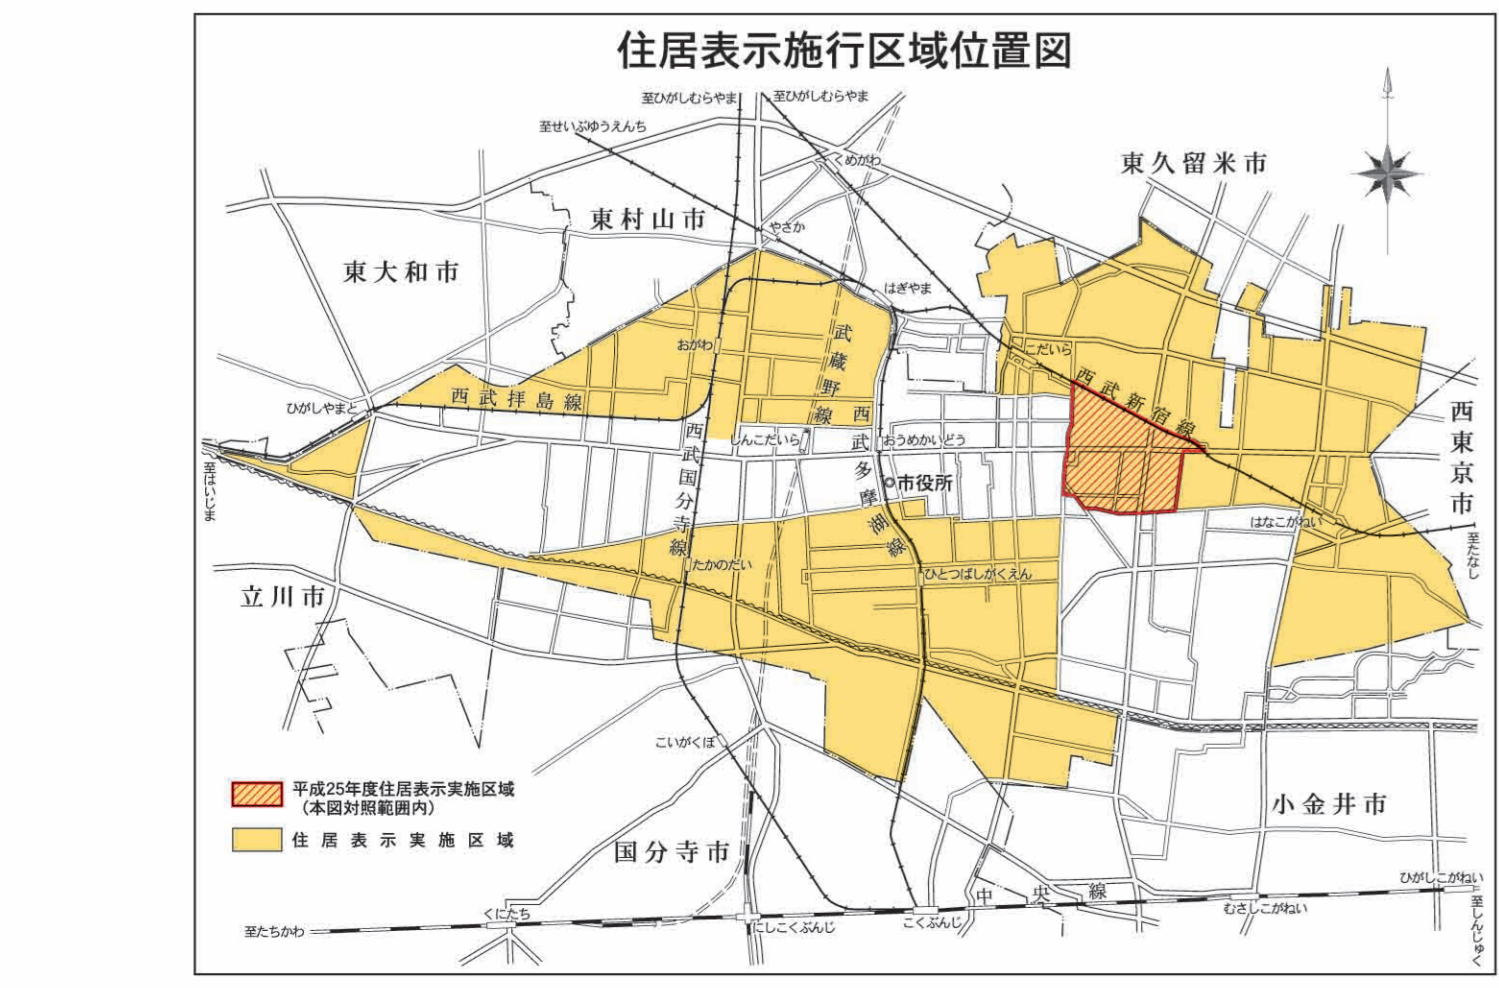 住居表示施行区域位置図
至ひがしむらやま
至ひがしむらやま
至せいぶゆうえんち
くめがわ
東久留米市
東村山市
やさか
東大和市
はぎやま
武蔵野線
おがわ
こだいら
西武新宿線
西武拝島線
ひがしやまと
西武多摩湖線
西武国分寺線
しんこだいら
おうめかいどう
西東京市
至はいじま
市役所
はなこがねい
至たなし
たかのだい
ひとつばしがくえん
立川市
こいがくぼ
平成25年度住居表示実施区域
（本図対照範囲内）
住居表示実施区域
小金井市
国分寺市
ひがしこがねい
中央線
むさしこがねい
至しんじゅく
くにたち
至たちかわ
にしこくぶんじ
こくぶんじ